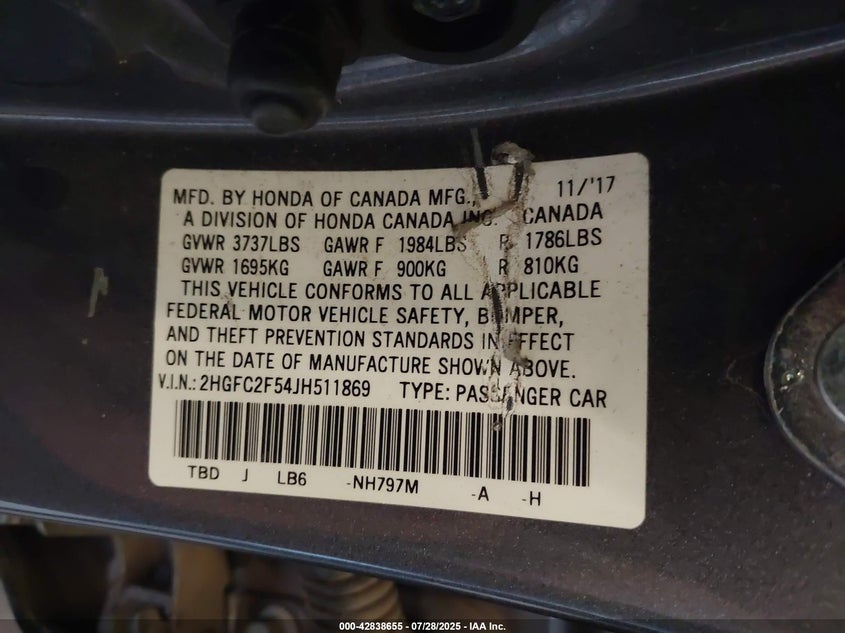 MFD. BY HONDA OF CANADA MFG., 11/'17
A DIVISION OF HONDA CANADA INC. CANADA
GVWR 3737LBS GAWR F 1984LBS R 1786LBS
GVWR 1695KG GAWR F 900KG R 810KG
THIS VEHICLE CONFORMS TO ALL APPLICABLE
FEDERAL MOTOR VEHICLE SAFETY, BUMPER,
AND THEFT PREVENTION STANDARDS IN EFFECT
ON THE DATE OF MANUFACTURE SHOWN ABOVE.
V.I.N.: 2HGFC2F54JH511869 TYPE: PASSENGER CAR
TBD J LB6 -NH797M -A -H
000-42838655 - 07/28/2025 - IAA Inc.